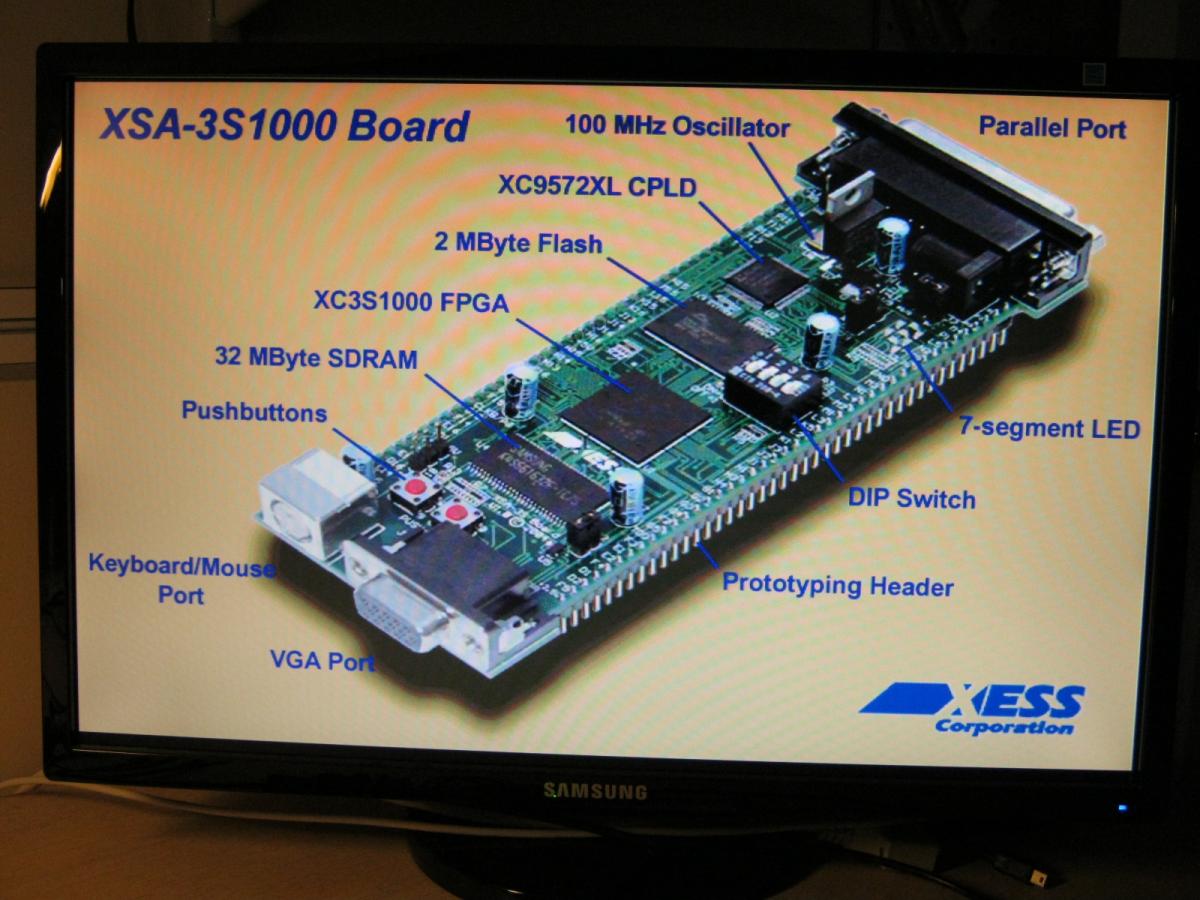 XSA-3S1000 Board
100 MHz Oscillator
Parallel Port
XC9572XL CPLD
2 MByte Flash
XC3S1000 FPGA
32 MByte SDRAM
Pushbuttons
7-segment LED
DIP Switch
Keyboard/Mouse
Port
Prototyping Header
VGA Port
XESS
Corporation
SAMSUNG